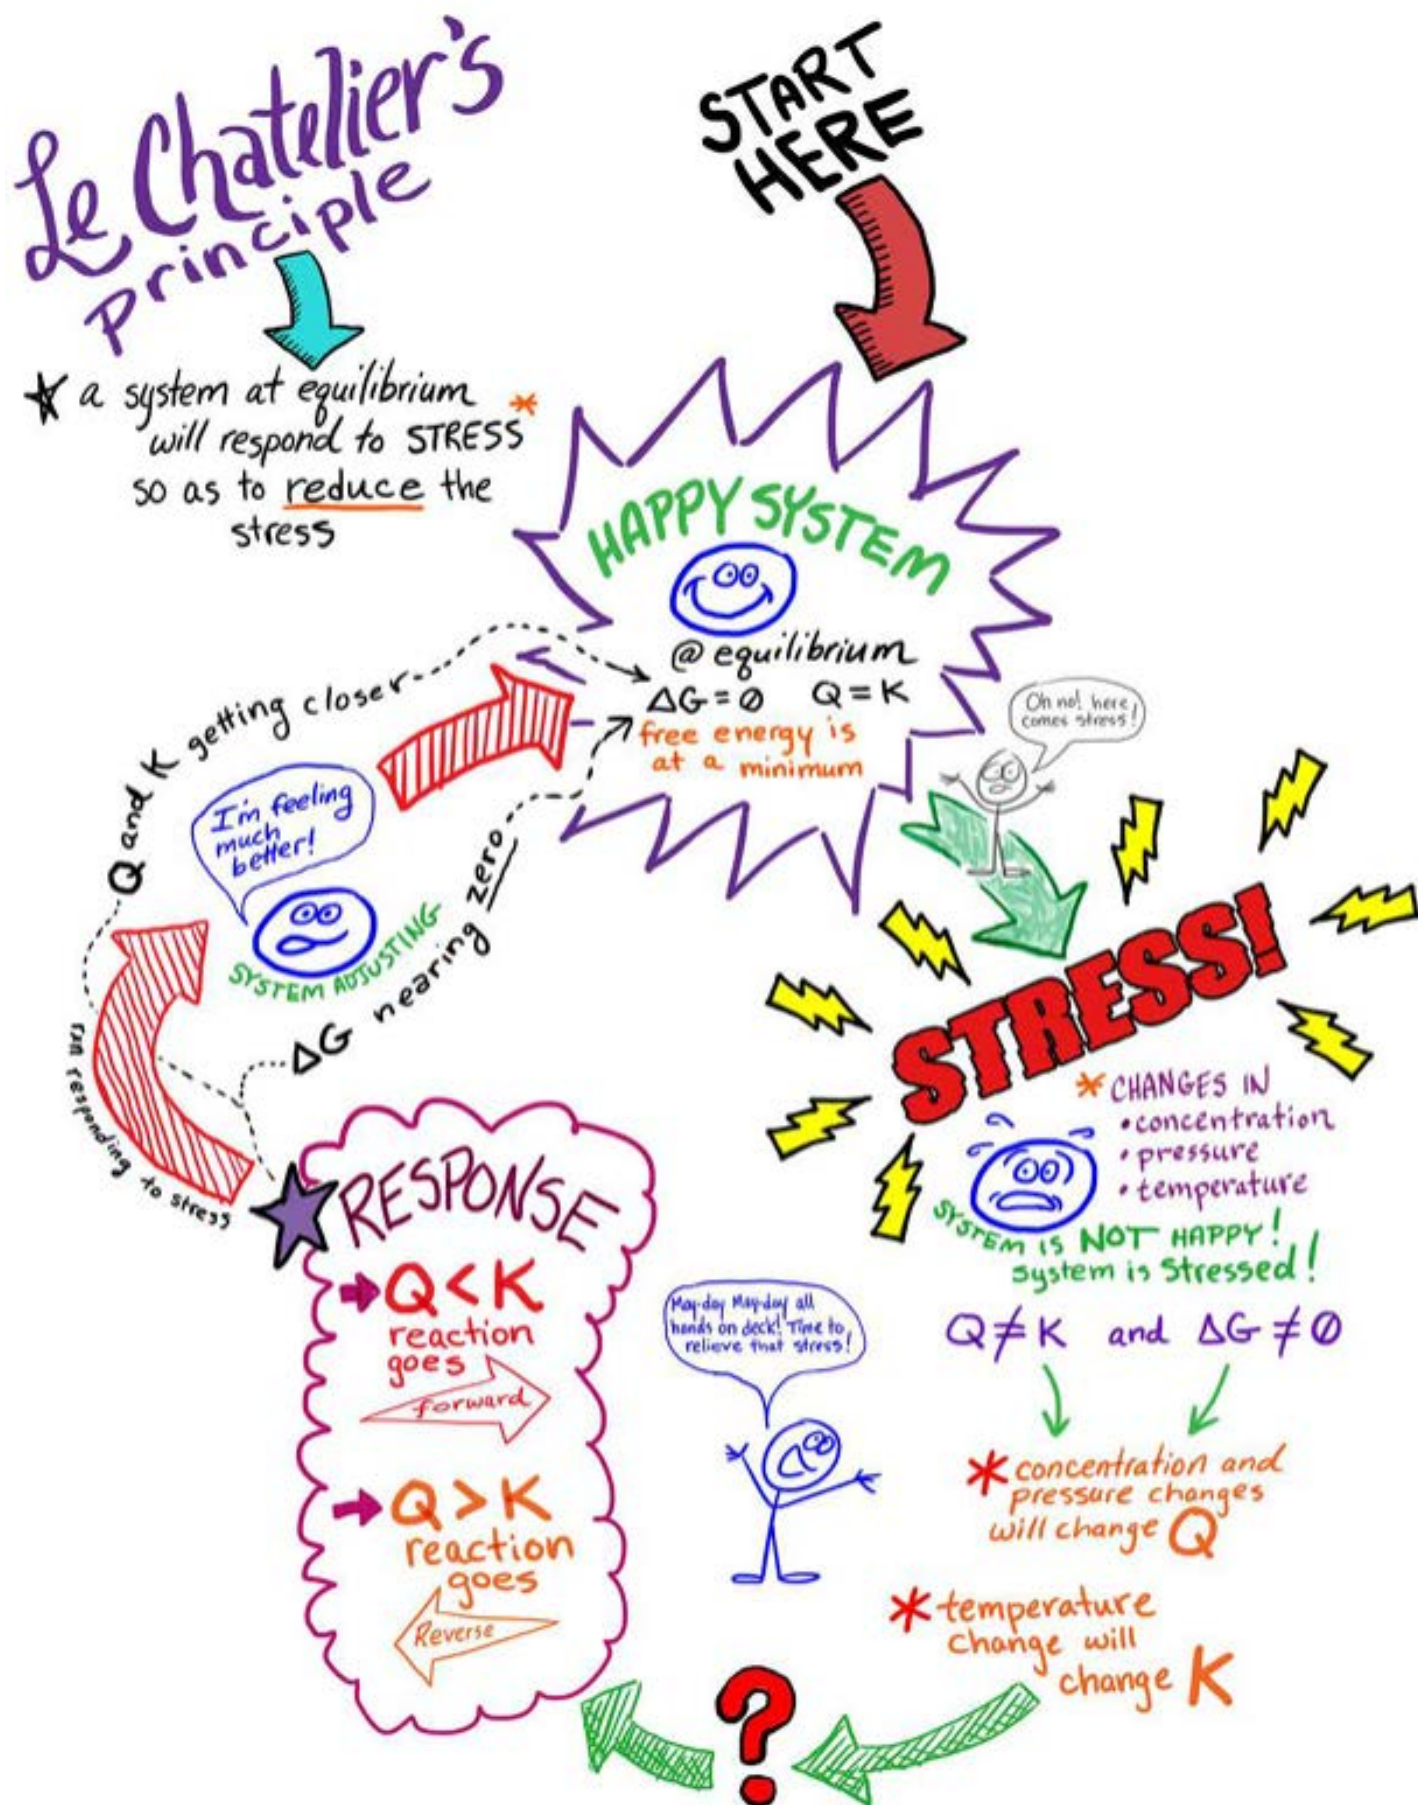 Le Chatelier's
principle
a system at equilibrium
will respond to STRESS*
so as to reduce the
stress
START
HERE
HAPPY SYSTEM
@ equilibrium
ΔG = 0 Q = K
free energy is
at a minimum
Oh no! here
comes stress!
STRESS!
* CHANGES IN
• concentration
• pressure
• temperature
SYSTEM IS NOT HAPPY!
system is stressed!
Q ≠ K and ΔG ≠ 0
* concentration and
pressure changes
will change Q
* temperature
change will
change K
?
May-day May-day all
hands on deck! Time to
relieve that stress!
RESPONSE
Q < K
reaction
goes
forward
Q > K
reaction
goes
Reverse
rxn responding to stress
Q and K getting closer
ΔG nearing zero
I'm feeling
much
better!
SYSTEM ADJUSTING